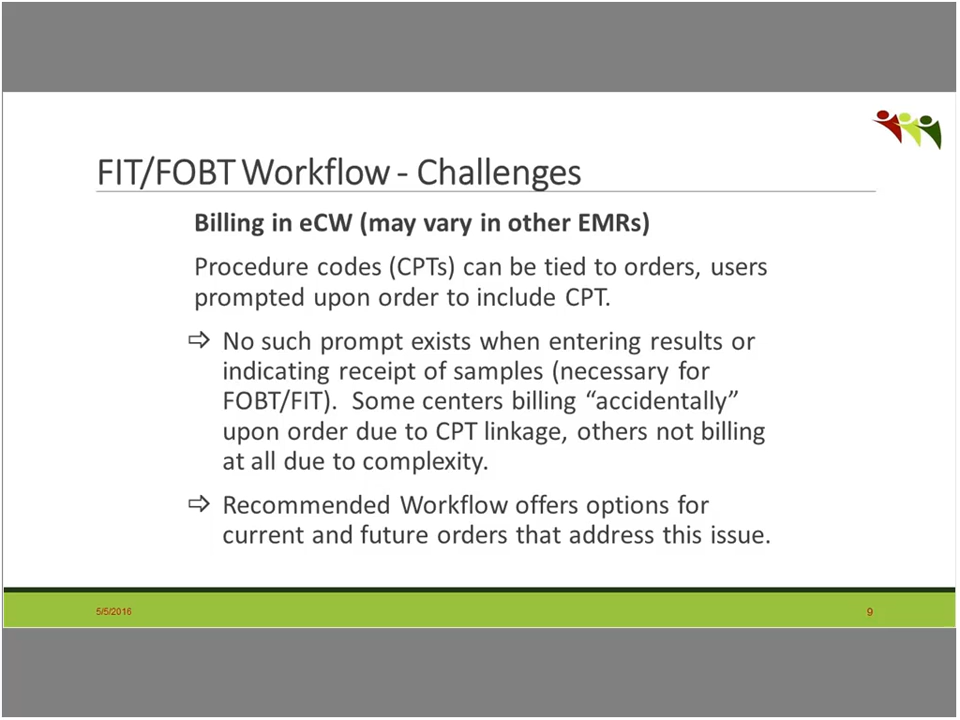 FIT/FOBT Workflow - Challenges
Billing in eCW (may vary in other EMRs)
Procedure codes (CPTs) can be tied to orders, users
prompted upon order to include CPT.
⇨ No such prompt exists when entering results or
indicating receipt of samples (necessary for
FOBT/FIT).  Some centers billing “accidentally”
upon order due to CPT linkage, others not billing
at all due to complexity.
⇨ Recommended Workflow offers options for
current and future orders that address this issue.
5/5/2016
9